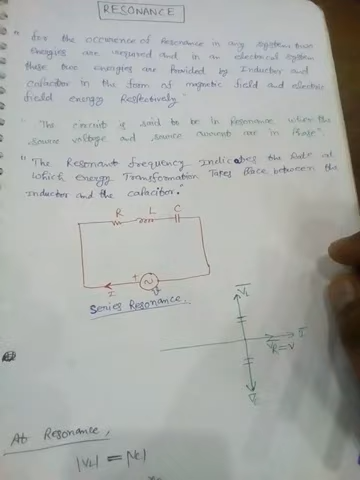 RESONANCE
" for the occurrence of Resonance in any system two
energies are required and in an electrical system
these two energies are Provided by Inductor and
capacitor in the form of magnetic field and electric
field energy Respectively"
" The circuit is said to be in Resonance when the
source voltage and source current are in Phase".
"The Resonant frequency Indicates the Rate at
which energy Transformation Takes Place between the
Inductor and the capacitor."
R L C
+
I
V
Series Resonance,
VL
I
VR=V
VC
At Resonance,
|VL| = |VC|